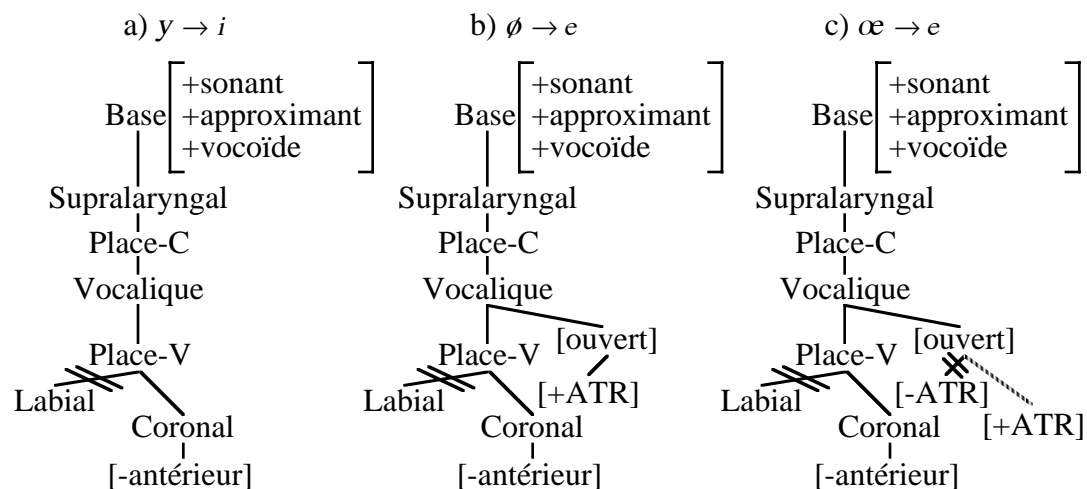 a) y → i
b) ø → e
c) œ → e
+sonant
+sonant
+sonant
Base +approximant
Base +approximant
Base +approximant
+vocoïde
+vocoïde
+vocoïde
Supralaryngal
Supralaryngal
Supralaryngal
Place-C
Place-C
Place-C
Vocalique
Vocalique
Vocalique
Place-V
Place-V [ouvert]
Place-V [ouvert]
Labial
Labial [+ATR]
Labial [-ATR]
Coronal
Coronal
Coronal [+ATR]
[-antérieur]
[-antérieur]
[-antérieur]